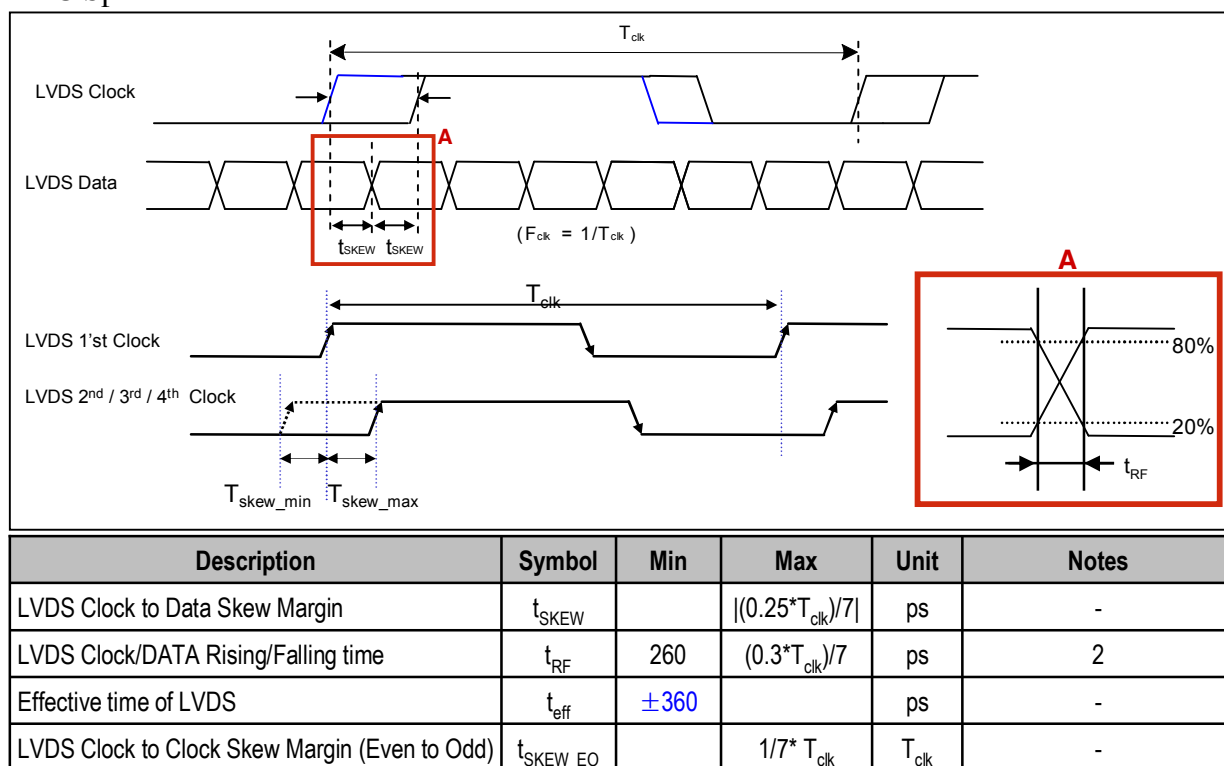 T clk
LVDS Clock
A
LVDS Data
tSKEW tSKEW
( Fclk = 1/Tclk )
A
Tclk
LVDS 1'st Clock
80%
LVDS 2nd / 3rd / 4th Clock
20%
tRF
Tskew_min Tskew_max
Description Symbol Min Max Unit Notes
LVDS Clock to Data Skew Margin tSKEW |(0.25*Tclk)/7| ps -
LVDS Clock/DATA Rising/Falling time tRF 260 (0.3*Tclk)/7 ps 2
Effective time of LVDS teff ±360 ps -
LVDS Clock to Clock Skew Margin (Even to Odd) tSKEW_EO 1/7* Tclk Tclk -